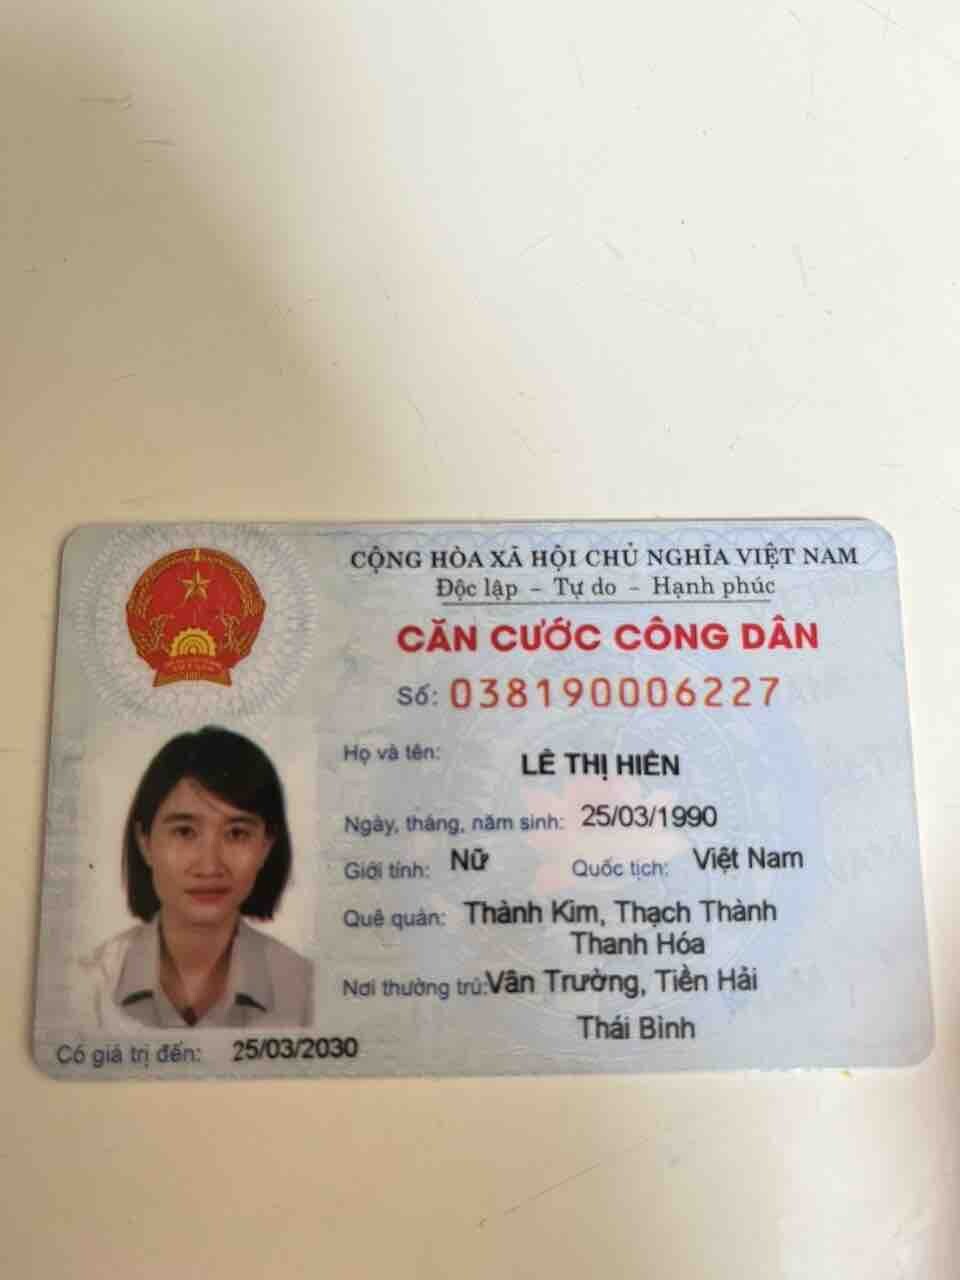 CỘNG HÒA XÃ HỘI CHỦ NGHĨA VIỆT NAM
Độc lập - Tự do - Hạnh phúc
CĂN CƯỚC CÔNG DÂN
Số: 038190006227
Họ và tên: LÊ THỊ HIÊN
Ngày, tháng, năm sinh: 25/03/1990
Giới tính: Nữ Quốc tịch: Việt Nam
Quê quán: Thành Kim, Thạch Thành
Thanh Hóa
Nơi thường trú: Vân Trường, Tiền Hải
Thái Bình
Có giá trị đến: 25/03/2030